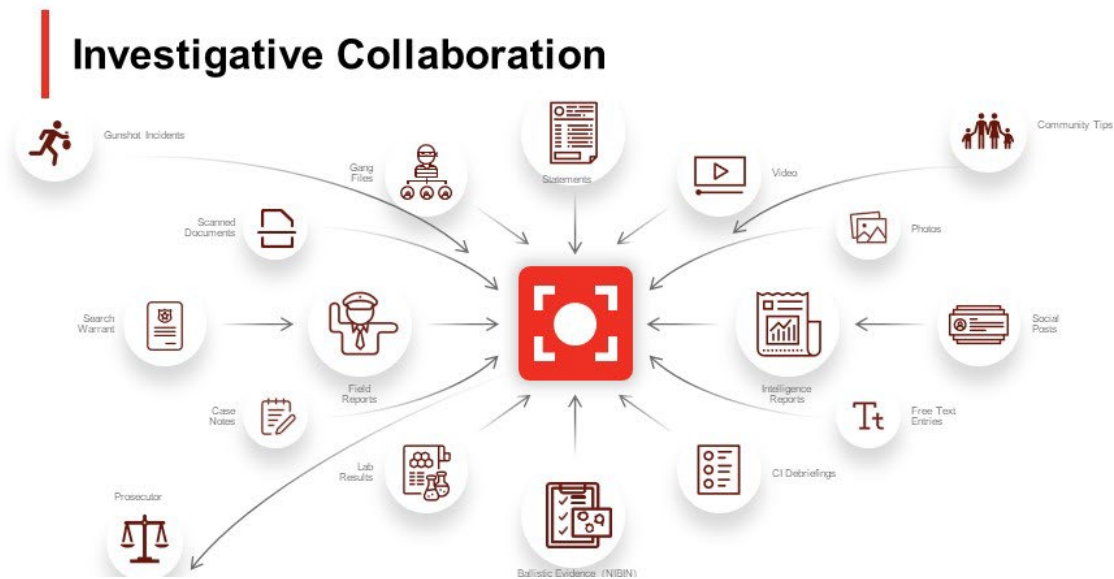 Investigative Collaboration
Gunshot Incidents
Community Tips
Gang
Files
Statements
Video
Scanned
Documents
Photos
Search
Warrant
Social
Posts
Field
Reports
Intelligence
Reports
Case
Notes
Free Text
Entries
Tt
Lab
Results
CI Debriefings
Prosecutor
Ballistic Evidence (NIBIN)